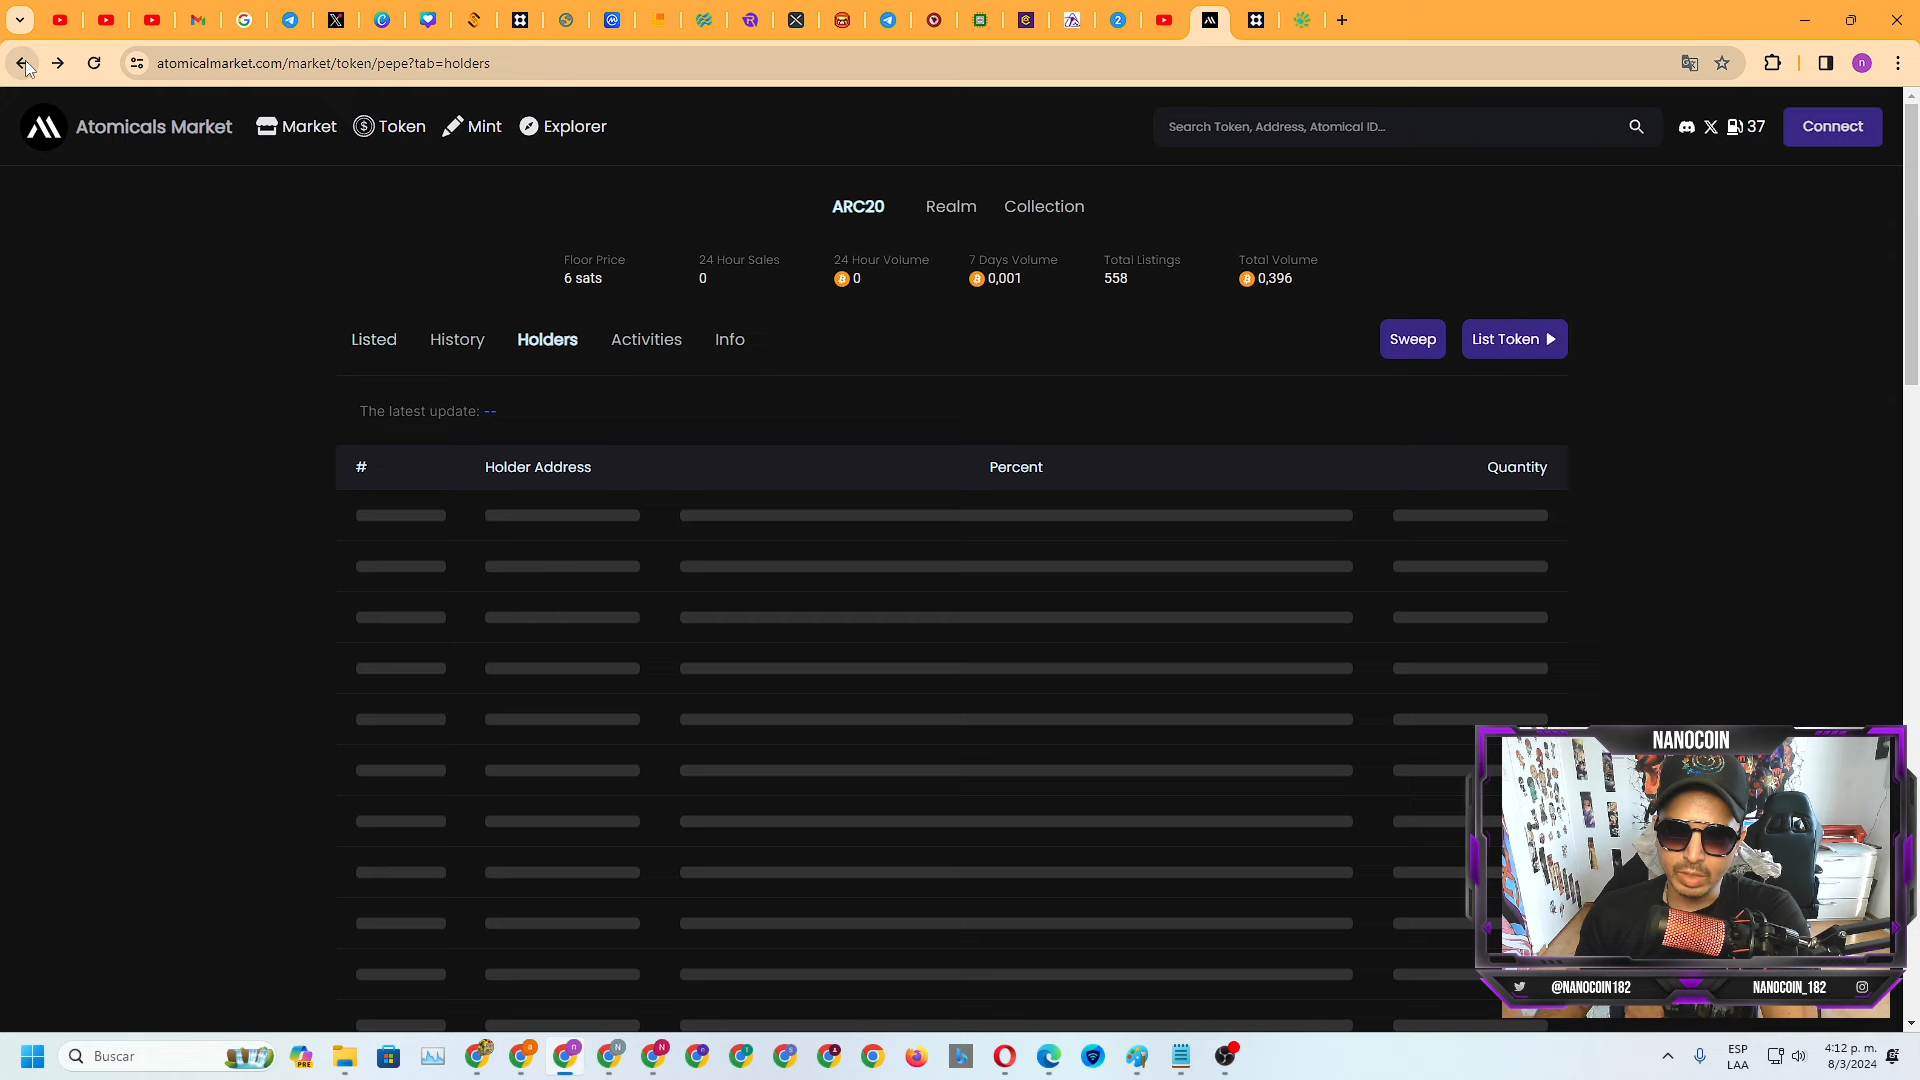 atomicalmarket.com/market/token/pepe?tab=holders
Atomicals Market Market Token Mint Explorer Search Token, Address, Atomical ID... 37 Connect
ARC20 Realm Collection
Floor Price 24 Hour Sales 24 Hour Volume 7 Days Volume Total Listings Total Volume
6 sats 0 0 0,001 558 0,396
Listed History Holders Activities Info Sweep List Token
The latest update: --
# Holder Address Percent Quantity
NANOCOIN
@NANOCOIN182 NANOCOIN_182
Buscar
ESP
LAA
4:12 p. m.
8/3/2024